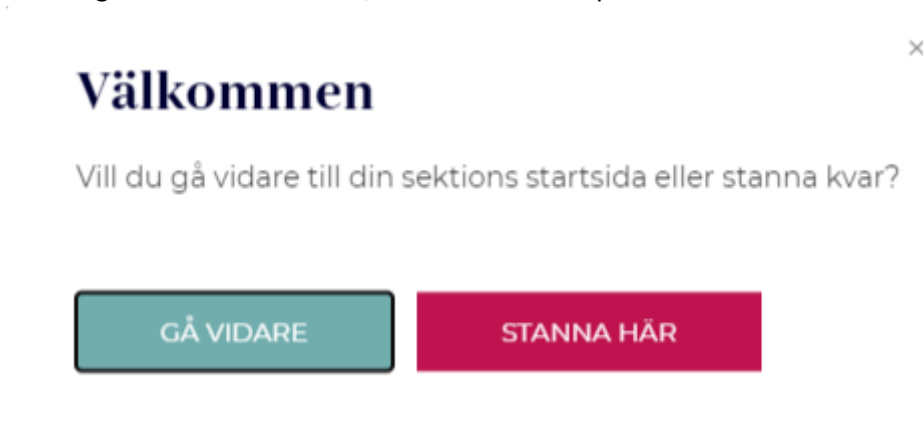 Välkommen
Vill du gå vidare till din sektions startsida eller stanna kvar?
GÅ VIDARE
STANNA HÄR